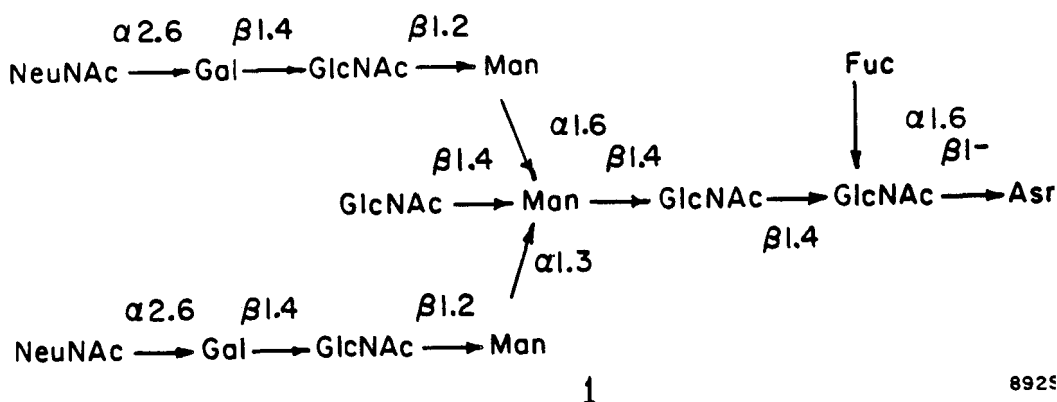 α2.6 β1.4 β1.2
NeuNAc Gal GlcNAc Man
Fuc
α1.6 α1.6
β1.4 β1.4 β1-
GlcNAc Man GlcNAc GlcNAc Asn
β1.4
α1.3
α2.6 β1.4 β1.2
NeuNAc Gal GlcNAc Man
1
892S